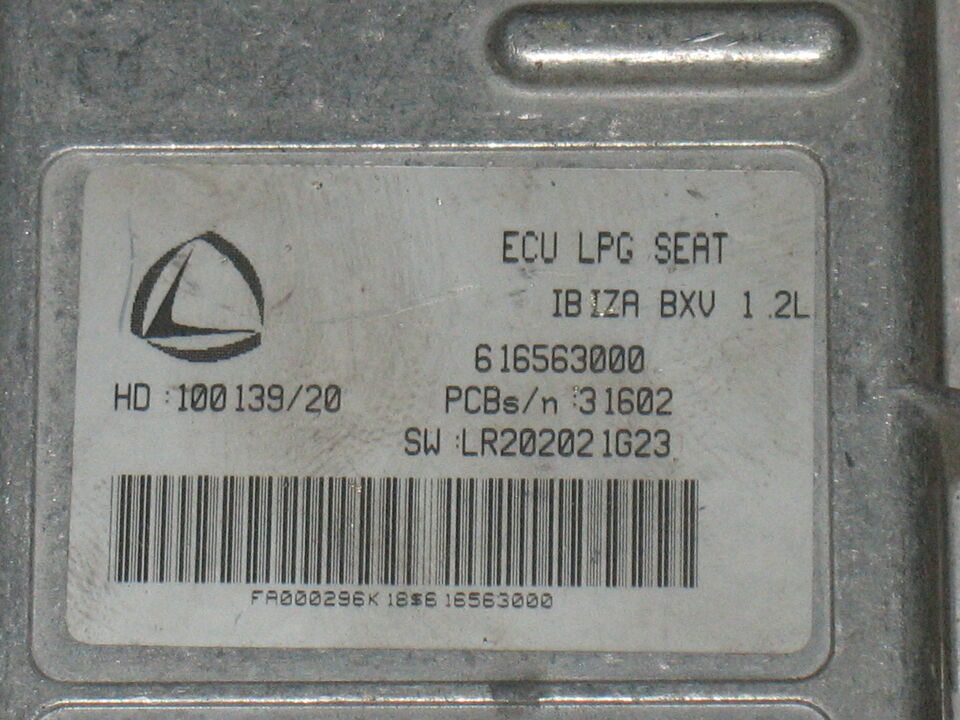 ECU LPG SEAT
IBIZA BXV 1.2L
616563000
HD :100139/20 PCBs/n :31602
SW :LR202021G23
FA000296K18$616563000